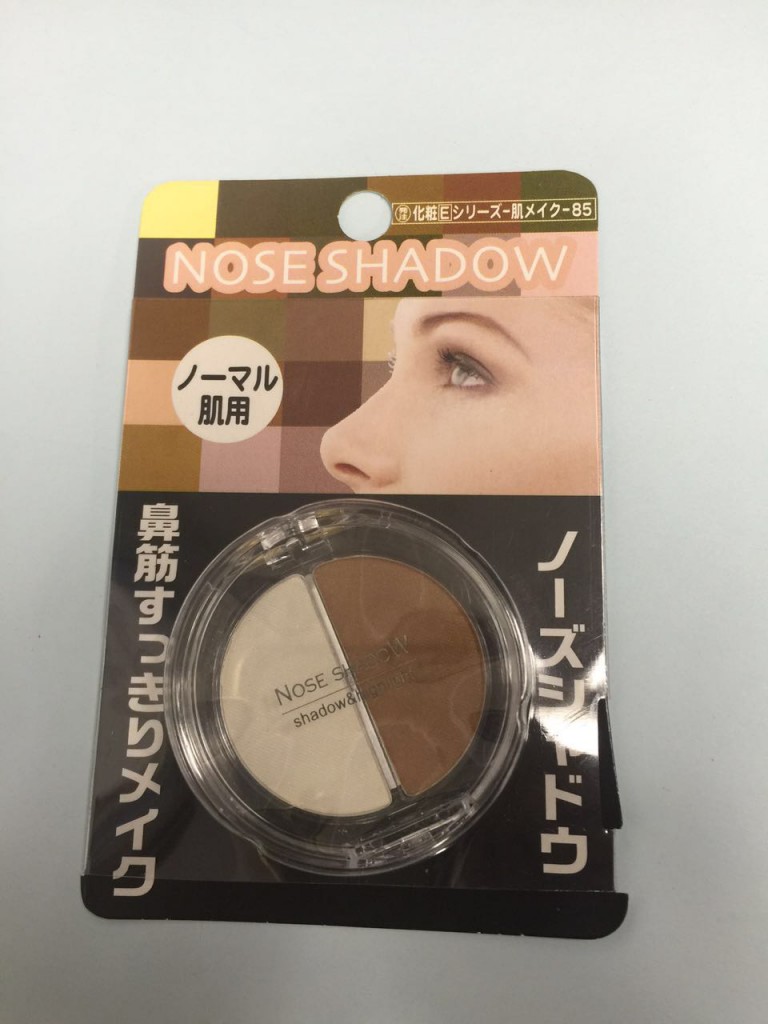 化粧Eシリーズ-肌メイク-85
NOSE SHADOW
ノーマル
肌用
鼻筋すっきりメイク
ノーズシャドウ
NOSE SHADOW
shadow&highlight